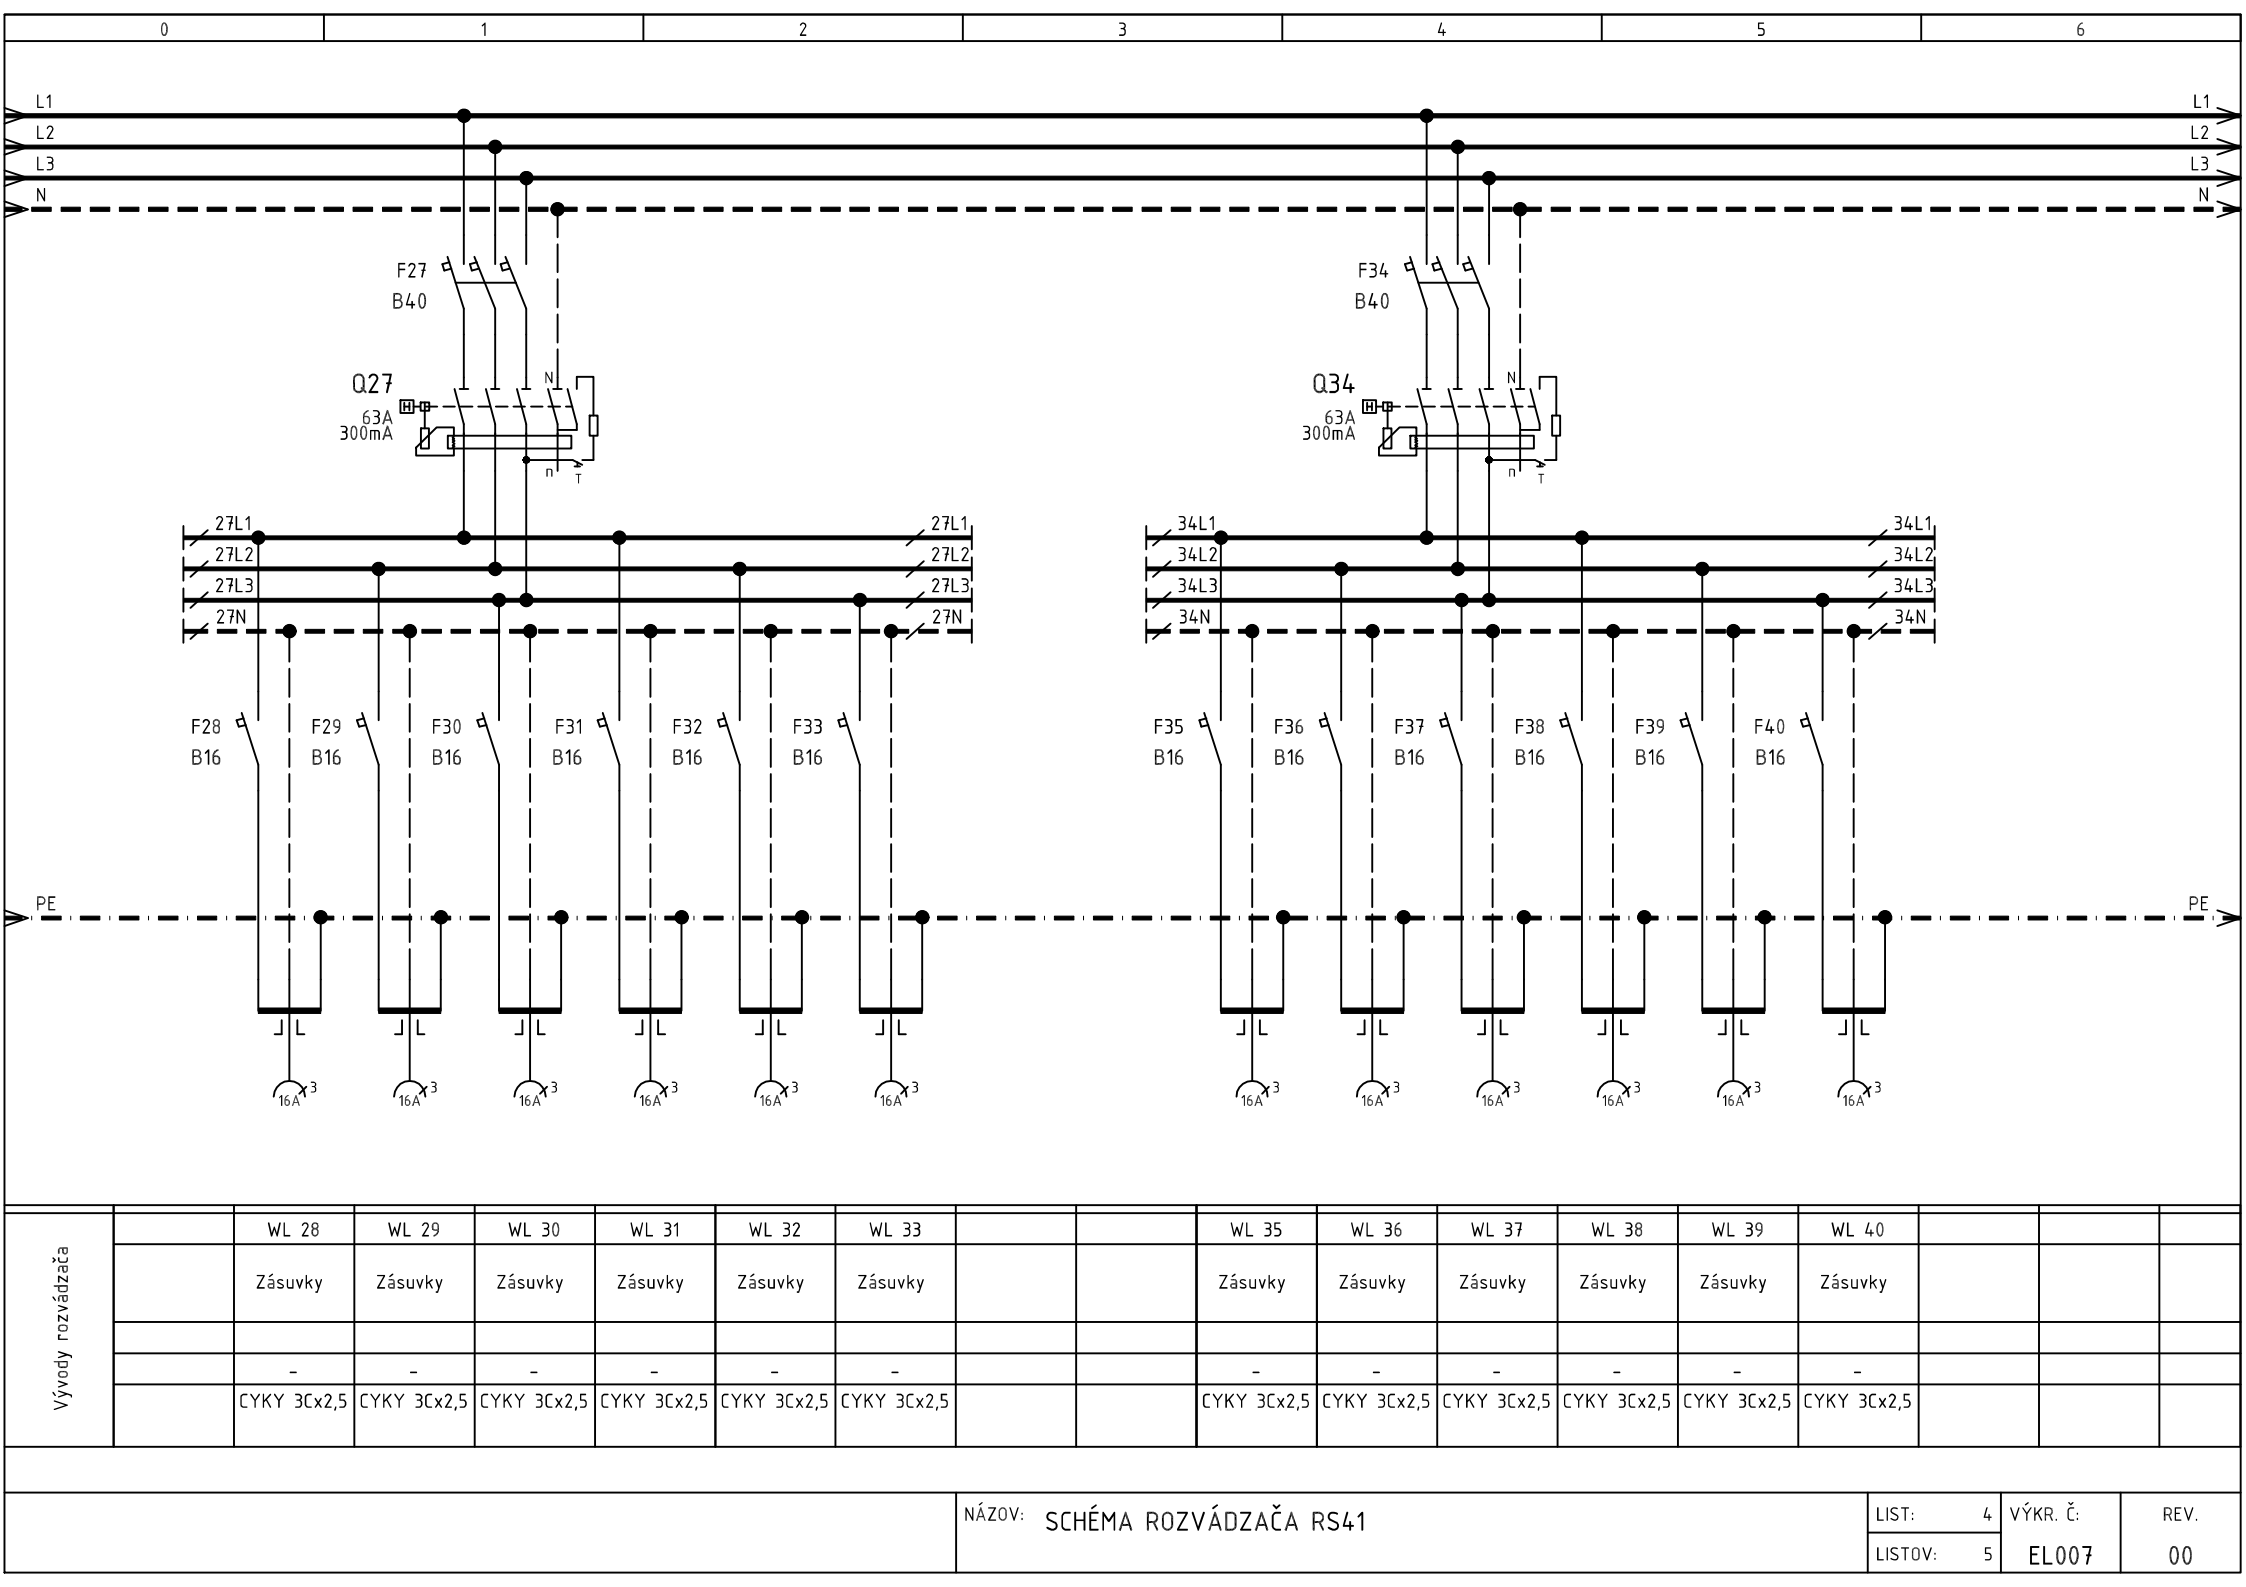 0 1 2 3 4 5 6
L1 L1
L2 L2
L3 L3
N N
F27 F34
B40 B40
N N
Q27 Q34
H H
63A 63A
300mA 300mA
n T n T
27L1 27L1 34L1 34L1
27L2 27L2 34L2 34L2
27L3 27L3 34L3 34L3
27N 27N 34N 34N
F28 F29 F30 F31 F32 F33 F35 F36 F37 F38 F39 F40
B16 B16 B16 B16 B16 B16 B16 B16 B16 B16 B16 B16
PE PE
3 3 3 3 3 3 3 3 3 3 3 3
16A 16A 16A 16A 16A 16A 16A 16A 16A 16A 16A 16A
Vývody rozvádzača
WL 28 WL 29 WL 30 WL 31 WL 32 WL 33 WL 35 WL 36 WL 37 WL 38 WL 39 WL 40
Zásuvky Zásuvky Zásuvky Zásuvky Zásuvky Zásuvky Zásuvky Zásuvky Zásuvky Zásuvky Zásuvky Zásuvky
- - - - - - - - - - - -
CYKY 3Cx2,5 CYKY 3Cx2,5 CYKY 3Cx2,5 CYKY 3Cx2,5 CYKY 3Cx2,5 CYKY 3Cx2,5 CYKY 3Cx2,5 CYKY 3Cx2,5 CYKY 3Cx2,5 CYKY 3Cx2,5 CYKY 3Cx2,5 CYKY 3Cx2,5
NÁZOV: SCHÉMA ROZVÁDZAČA RS41
LIST: 4 VÝKR. Č: REV.
LISTOV: 5 EL007 00